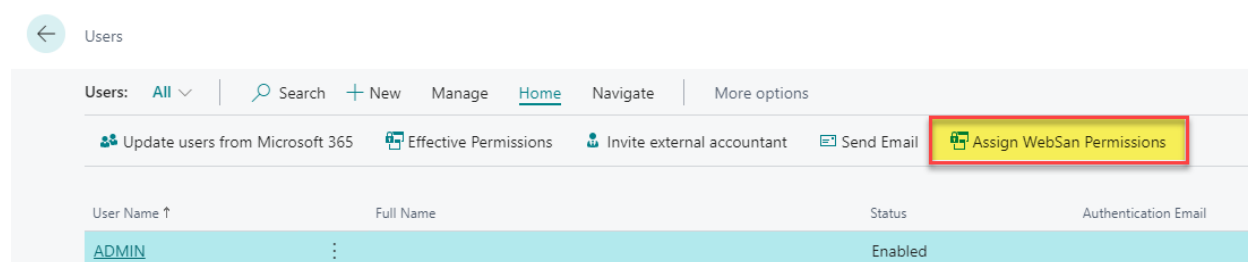 Users
Users: All Search New Manage Home Navigate More options
Update users from Microsoft 365 Effective Permissions Invite external accountant Send Email Assign WebSan Permissions
User Name ↑ Full Name Status Authentication Email
ADMIN Enabled